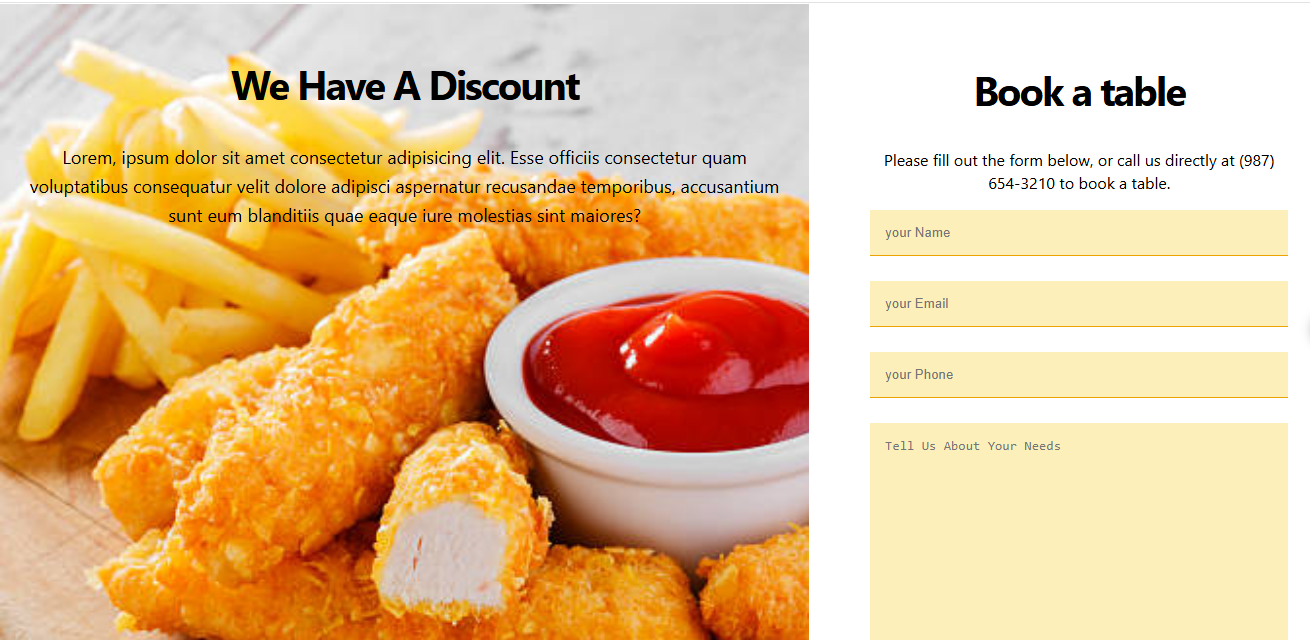 We Have A Discount
Lorem, ipsum dolor sit amet consectetur adipisicing elit. Esse officiis consectetur quam
voluptatibus consequatur velit dolore adipisci aspernatur recusandae temporibus, accusantium
sunt eum blanditiis quae eaque iure molestias sint maiores?
Book a table
Please fill out the form below, or call us directly at (987)
654-3210 to book a table.
your Name
your Email
your Phone
Tell Us About Your Needs